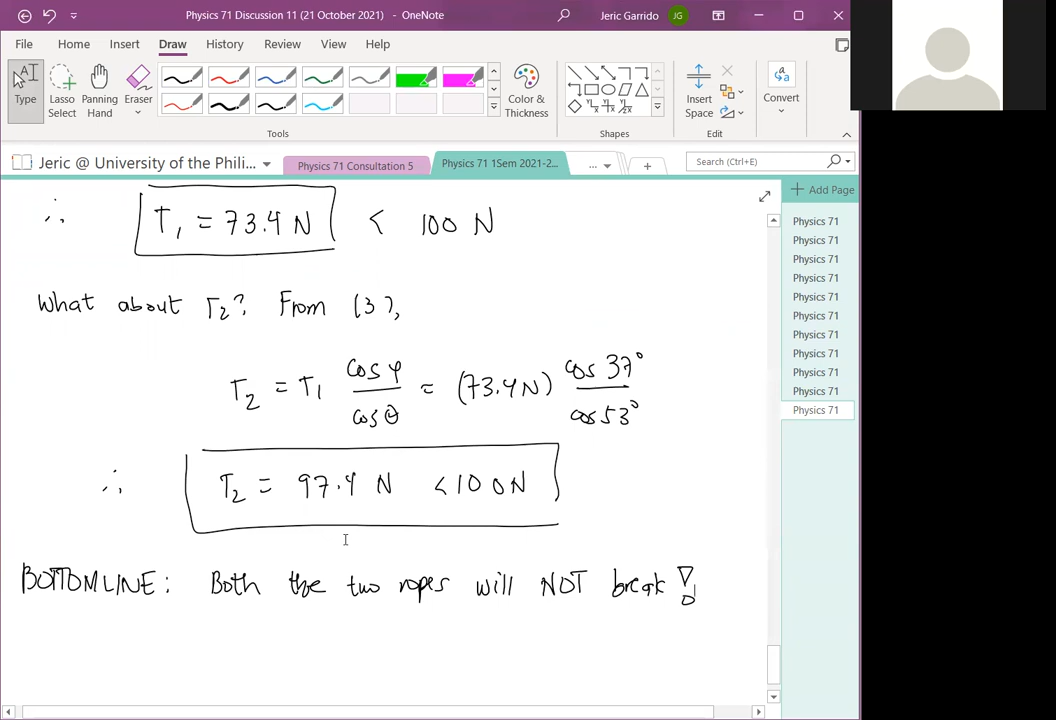 Physics 71 Discussion 11 (21 October 2021) - OneNote
Jeric Garrido
JG
File Home Insert Draw History Review View Help
Type
Lasso Select
Panning Hand
Eraser
Color & Thickness
Insert Space
Convert
Tools
Shapes
Edit
Jeric @ University of the Phili...
Physics 71 Consultation 5
Physics 71 1Sem 2021-2...
...
Search (Ctrl+E)
Add Page
Physics 71
Physics 71
Physics 71
Physics 71
Physics 71
Physics 71
Physics 71
Physics 71
Physics 71
Physics 71
Physics 71
∴ T₁ = 73.4 N < 100 N
What about T₂? From (3),
T₂ = T₁ cos φ / cos θ = (73.4 N) cos 37° / cos 53°
∴ T₂ = 97.4 N < 100 N
BOTTOMLINE: Both the two ropes will NOT break!